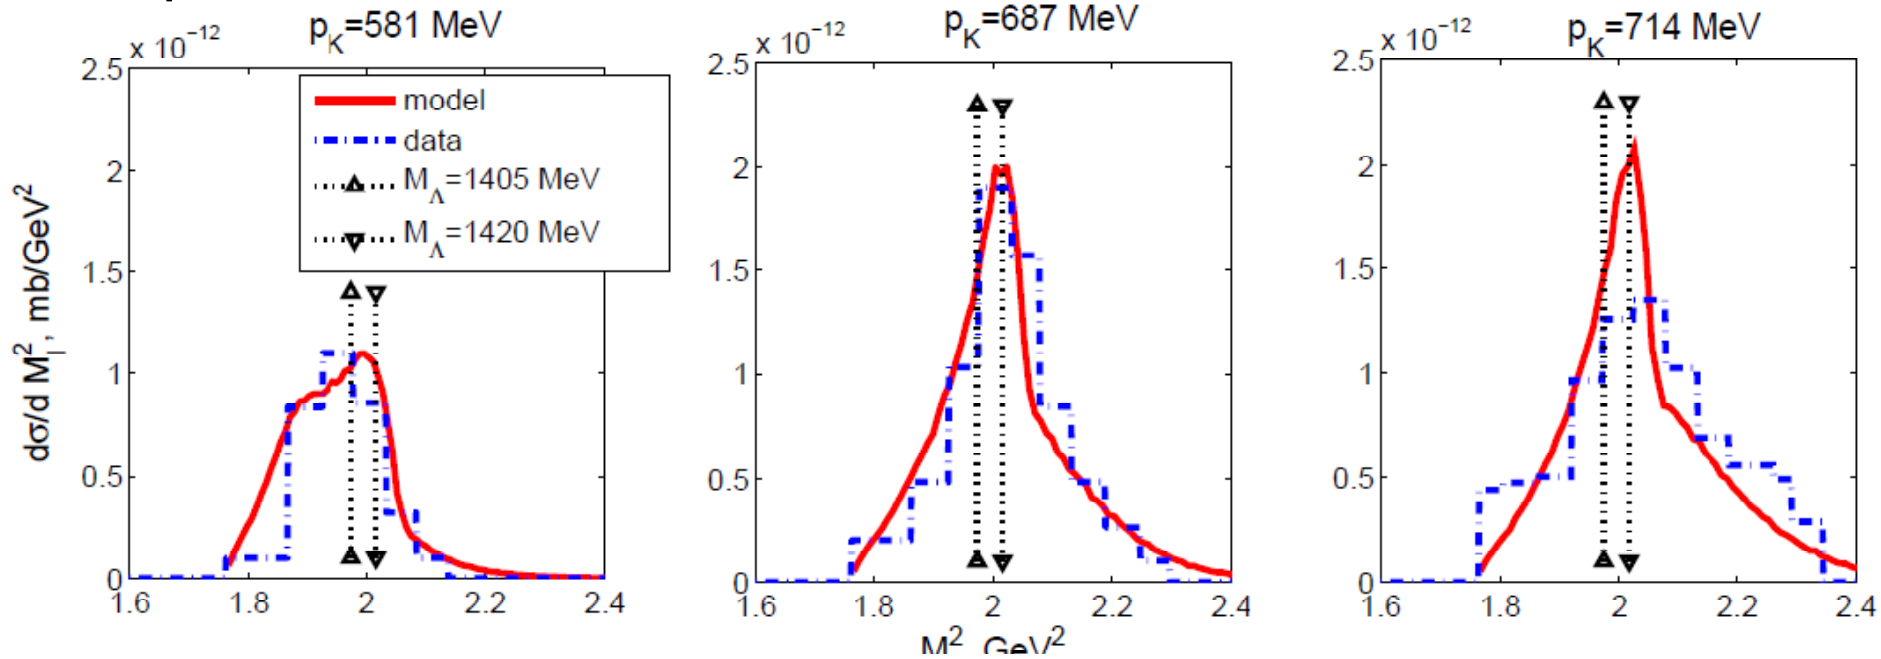 p_K=581 MeV
p_K=687 MeV
p_K=714 MeV
x 10^-12
x 10^-12
x 10^-12
2.5
2
1.5
1
0.5
0
1.6 1.8 2 2.2 2.4
model
data
M_Λ=1405 MeV
M_Λ=1420 MeV
dσ/d M_I^2, mb/GeV^2
2.5
2
1.5
1
0.5
0
1.6 1.8 2 2.2 2.4
2.5
2
1.5
1
0.5
0
1.6 1.8 2 2.2 2.4
M^2 GeV^2